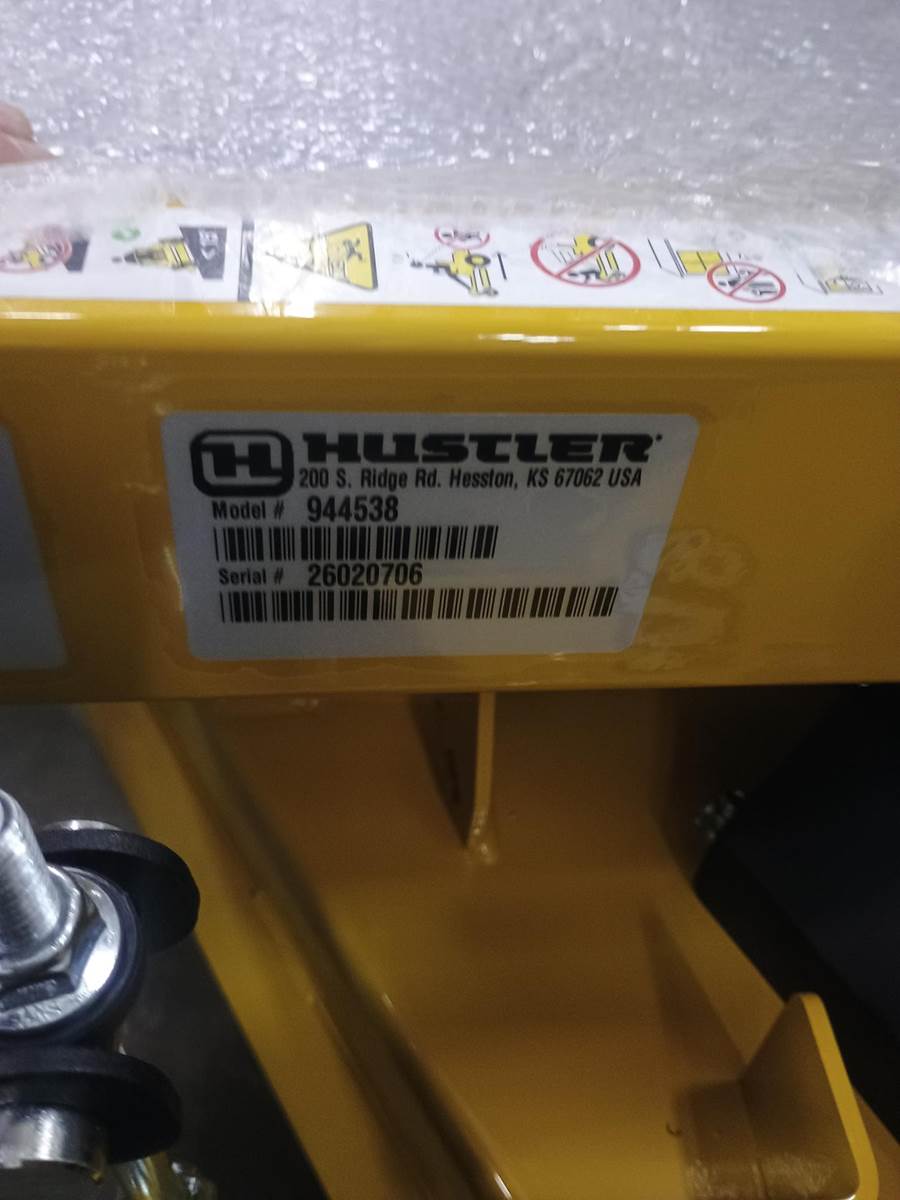 H HUSTLER
200 S. Ridge Rd. Hesston, KS 67062 USA
Model # 944538
Serial # 26020706